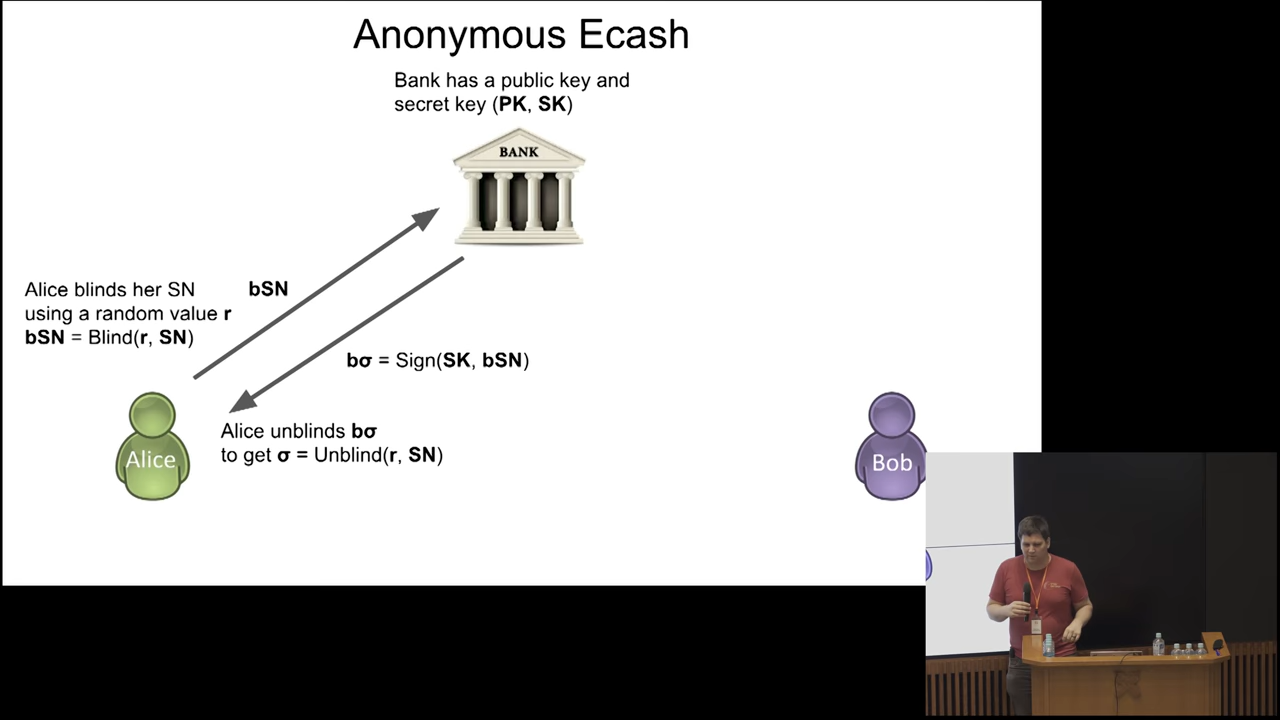 Anonymous Ecash
Bank has a public key and
secret key (PK, SK)
BANK
Alice blinds her SN
using a random value r
bSN = Blind(r, SN)
bSN
bσ = Sign(SK, bSN)
Alice unblinds bσ
to get σ = Unblind(r, SN)
Alice
Bob